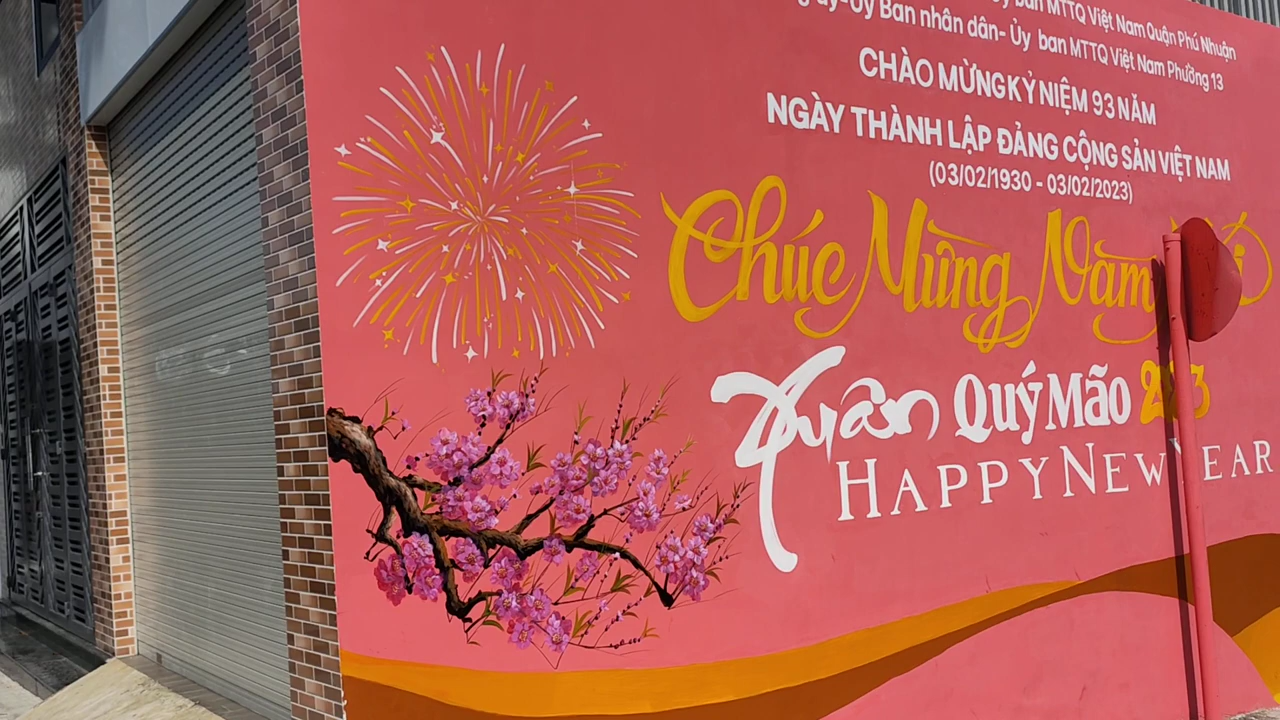 ban MTTQ Việt Nam Quận Phú Nhuận
Ủy Ban nhân dân- Ủy ban MTTQ Việt Nam Phường 13
CHÀO MỪNG KỶ NIỆM 93 NĂM
NGÀY THÀNH LẬP ĐẢNG CỘNG SẢN VIỆT NAM
(03/02/1930 - 03/02/2023)
Chúc Mừng Năm
Xuân Quý Mão 2023
HAPPY NEW YEAR